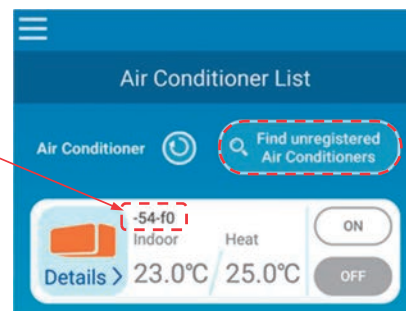 Air Conditioner List
Air Conditioner
Find unregistered
Air Conditioners
-54-f0
Indoor
Heat
ON
Details >
23.0℃
25.0℃
OFF